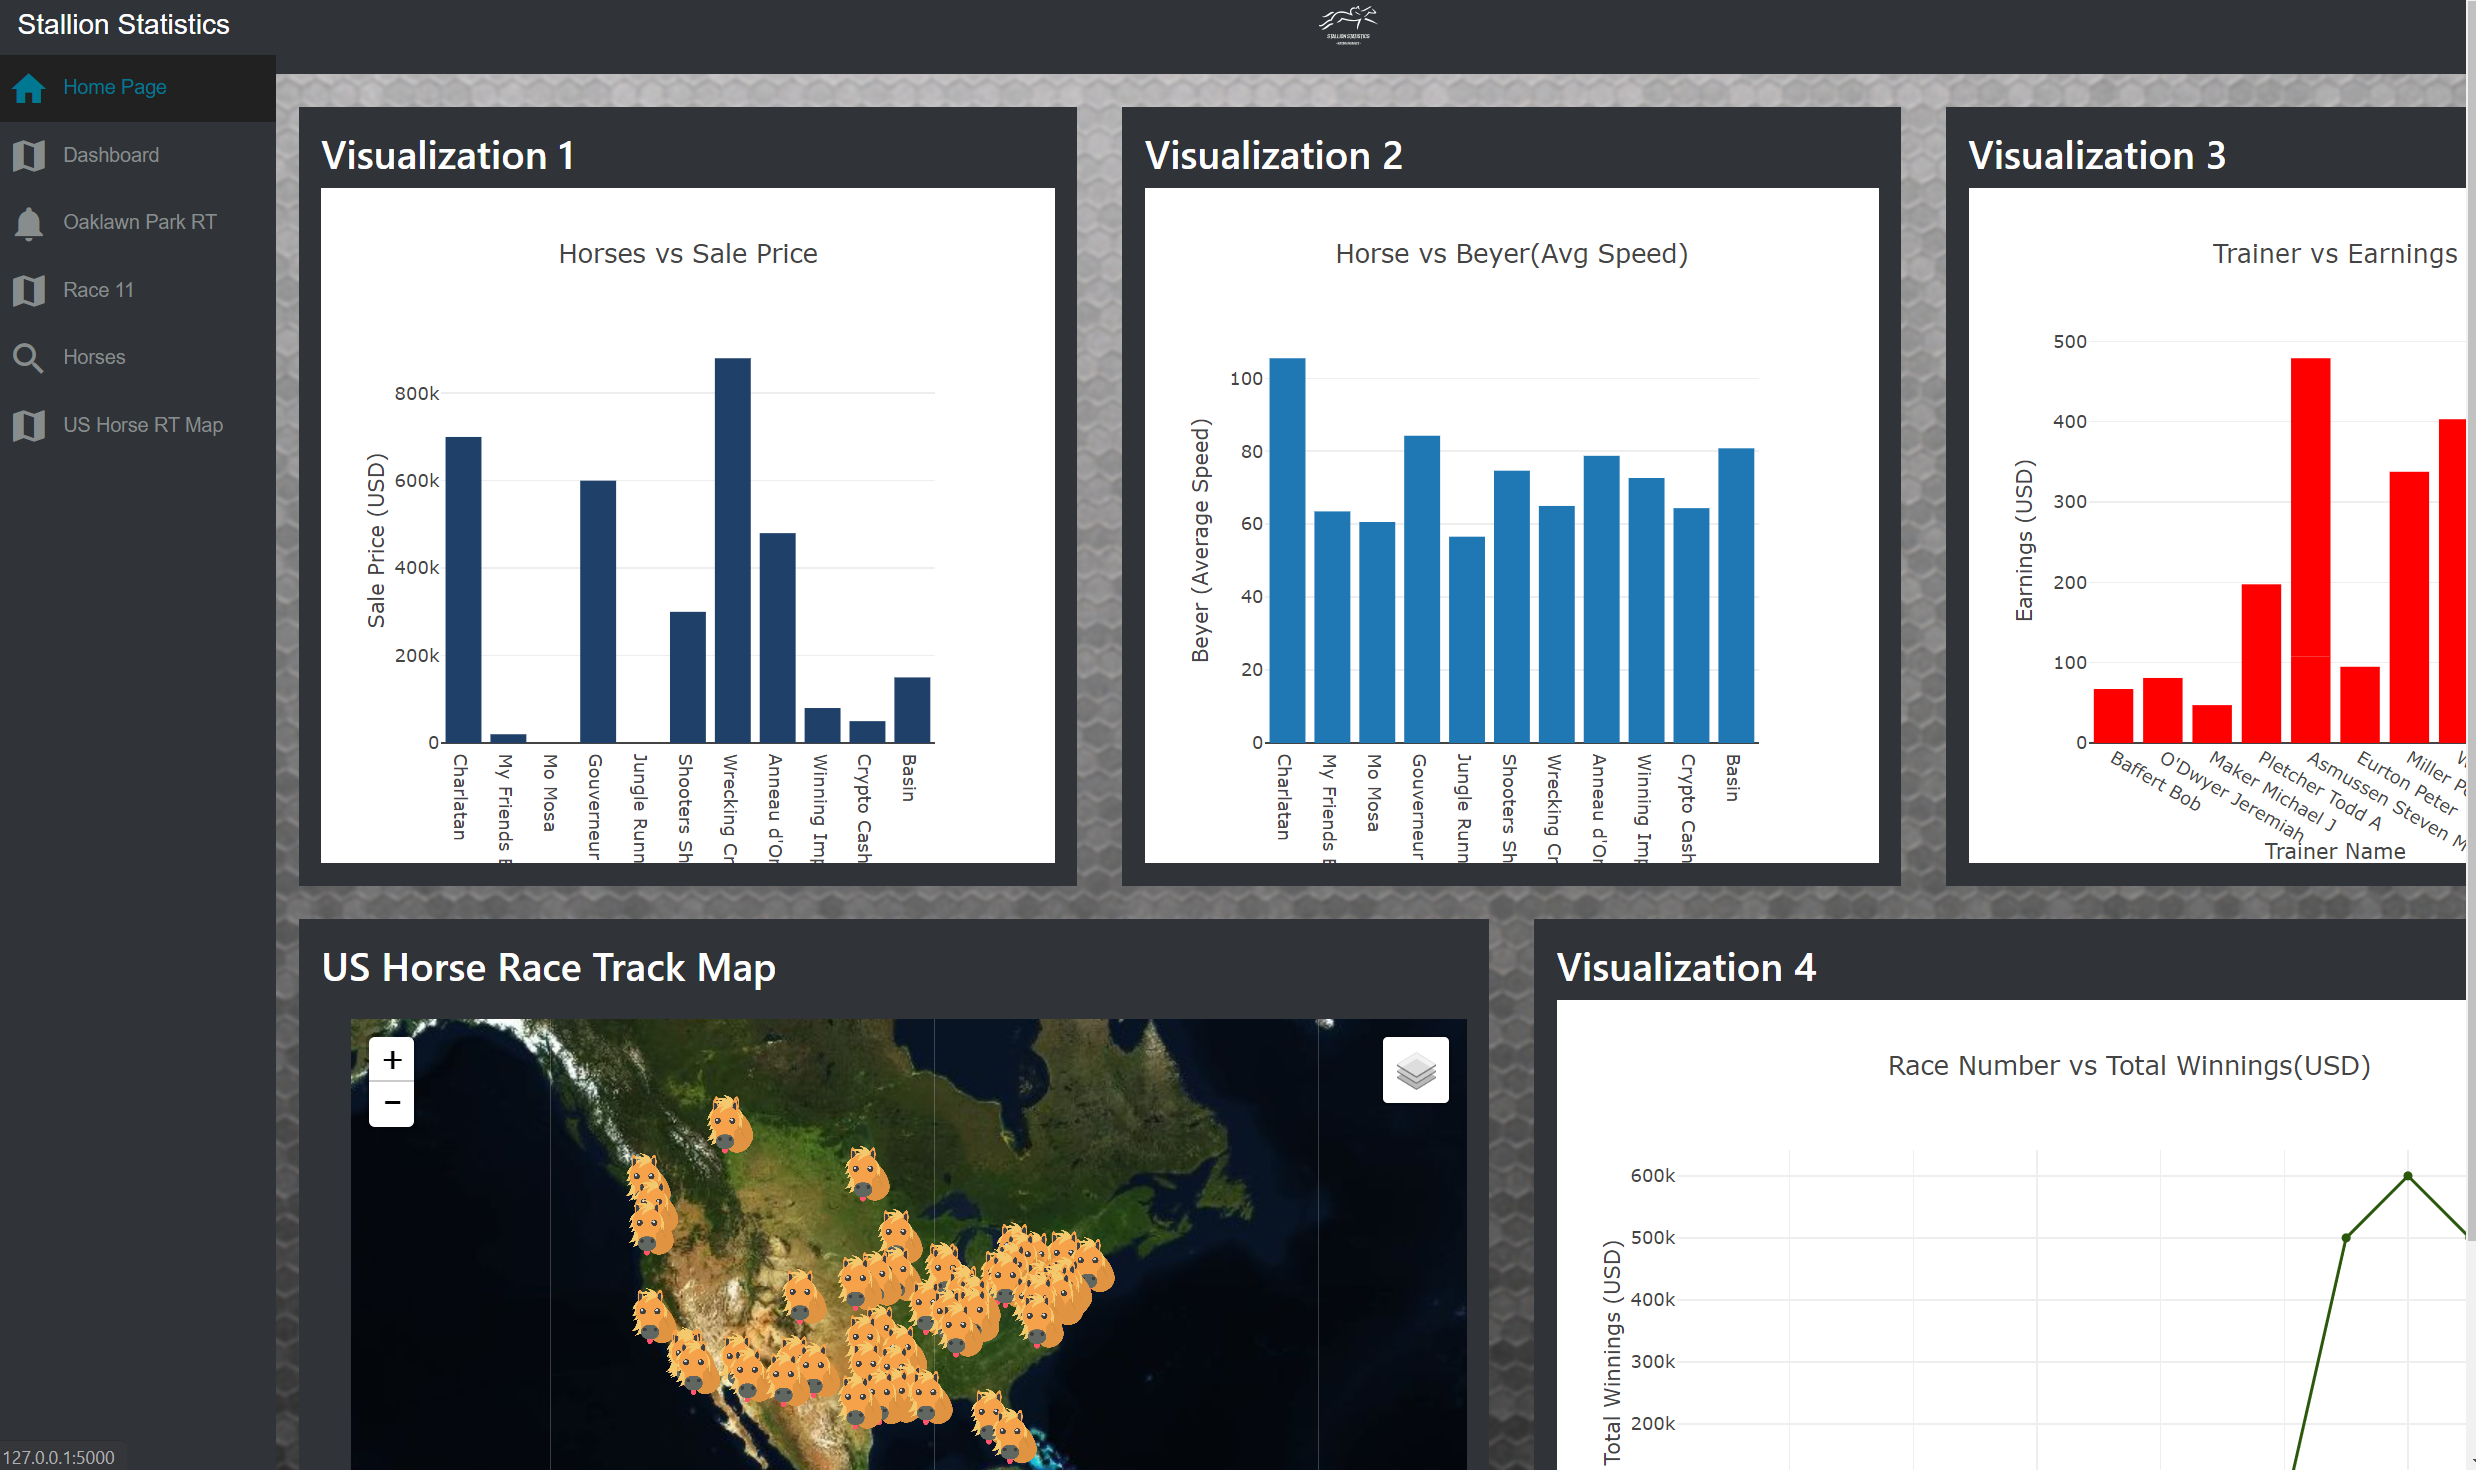 Stallion Statistics
STALLION STATISTICS
Home Page
Dashboard
Oaklawn Park RT
Race 11
Horses
US Horse RT Map
Visualization 1
Horses vs Sale Price
Sale Price (USD)
800k
600k
400k
200k
0
Charlatan
My Friends
Mo Mosa
Gouverneur
Jungle Runn
Shooters Sh
Wrecking Cr
Anneau d'Or
Winning Imp
Crypto Cash
Basin
Visualization 2
Horse vs Beyer(Avg Speed)
Beyer (Average Speed)
100
80
60
40
20
0
Charlatan
My Friends
Mo Mosa
Gouverneur
Jungle Runn
Shooters Sh
Wrecking Cr
Anneau d'Or
Winning Imp
Crypto Cash
Basin
Visualization 3
Trainer vs Earnings
Earnings (USD)
500
400
300
200
100
0
Baffert Bob
O'Dwyer Jeremiah
Maker Michael J
Pletcher Todd A
Asmussen Steven M
Eurton Peter
Miller
Trainer Name
US Horse Race Track Map
+
−
Visualization 4
Race Number vs Total Winnings(USD)
Total Winnings (USD)
600k
500k
400k
300k
200k
127.0.0.1:5000